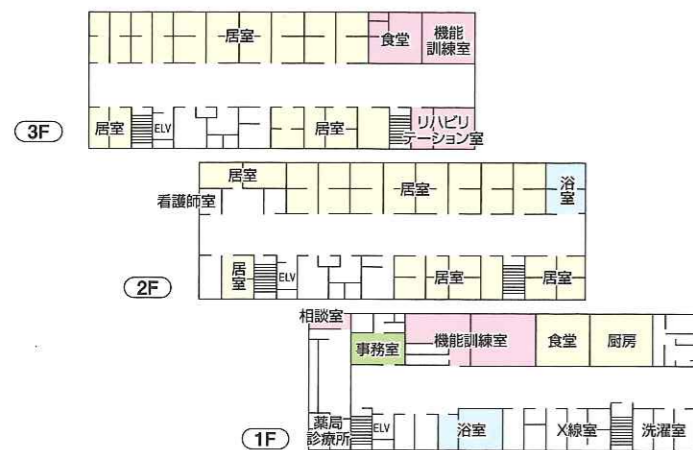 居室
食堂
機能
訓練室
3F
居室
ELV
居室
リハビリ
テーション室
居室
看護師室
居室
浴室
2F
居室
ELV
居室
居室
相談室
事務室
機能訓練室
食堂
厨房
1F
薬局
診療所
ELV
浴室
X線室
洗濯室